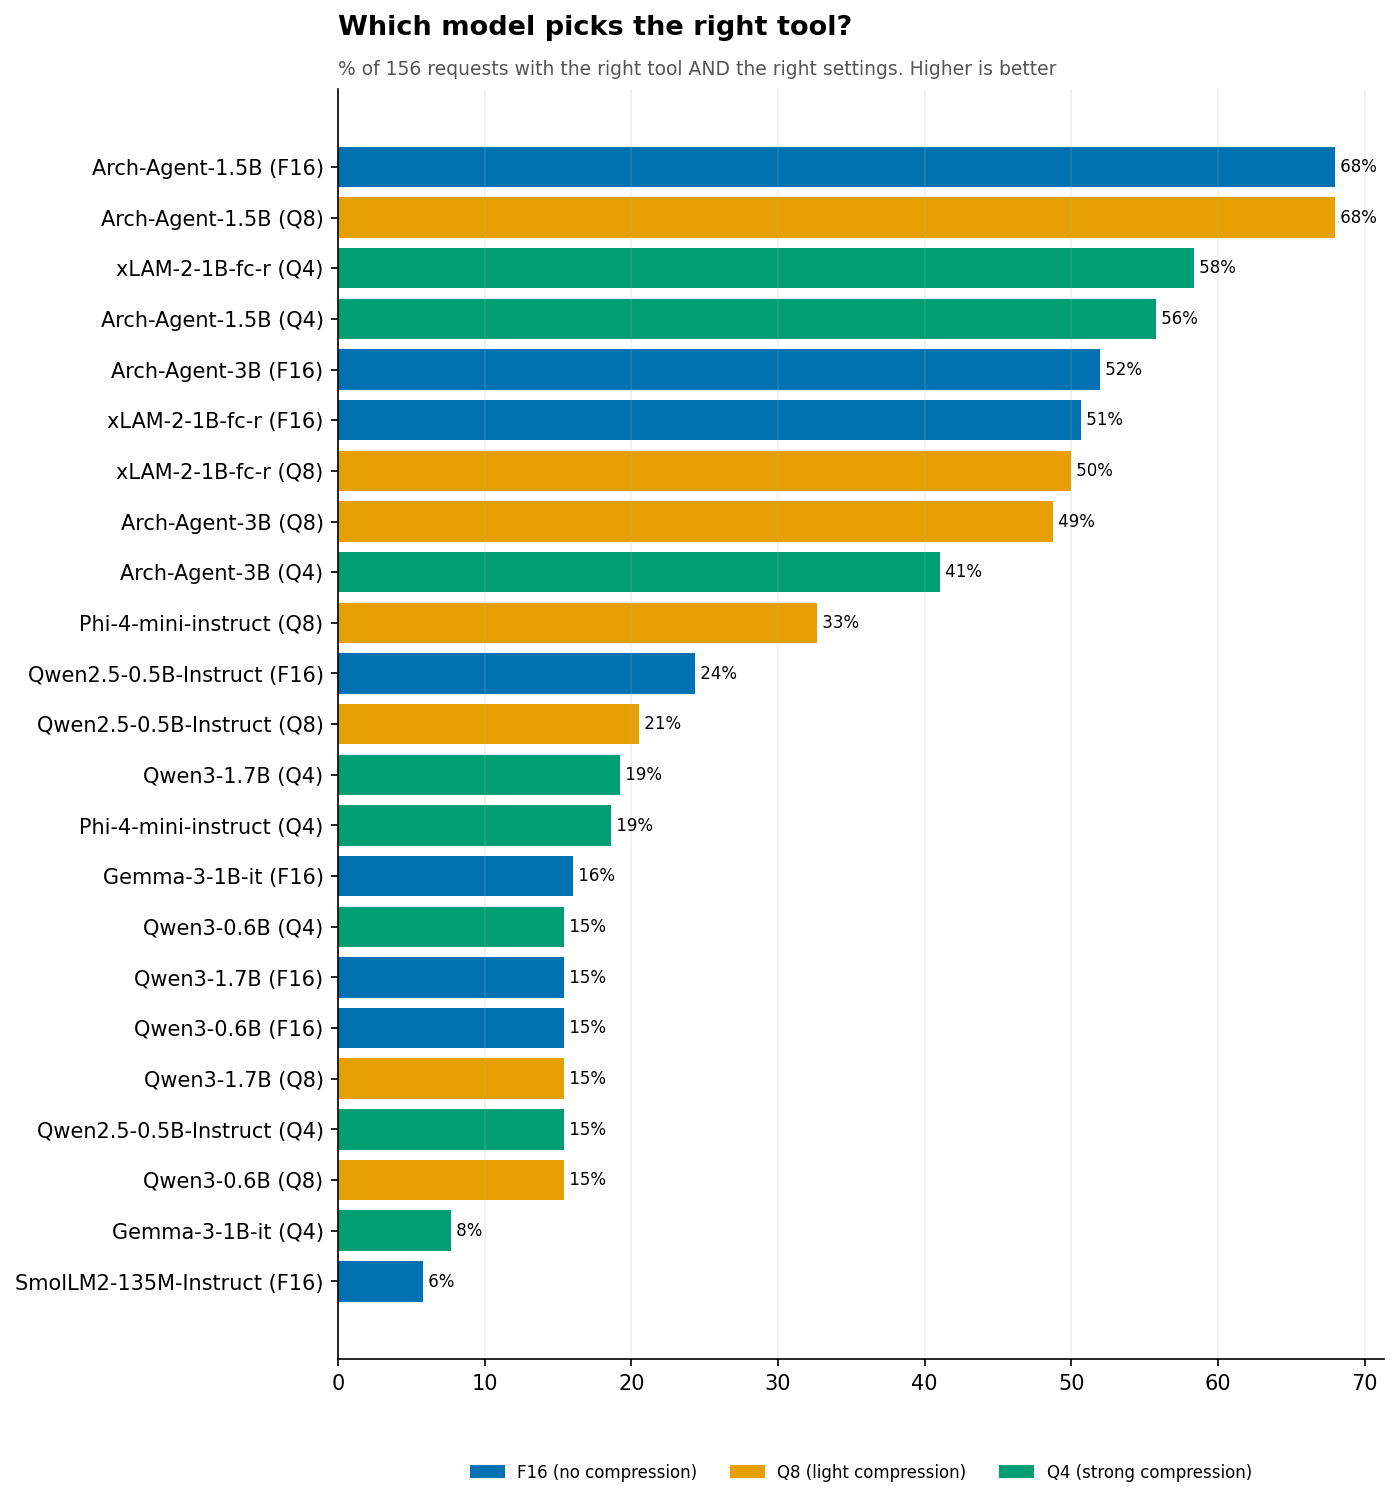 Which model picks the right tool?
% of 156 requests with the right tool AND the right settings. Higher is better
Arch-Agent-1.5B (F16) 68%
Arch-Agent-1.5B (Q8) 68%
xLAM-2-1B-fc-r (Q4) 58%
Arch-Agent-1.5B (Q4) 56%
Arch-Agent-3B (F16) 52%
xLAM-2-1B-fc-r (F16) 51%
xLAM-2-1B-fc-r (Q8) 50%
Arch-Agent-3B (Q8) 49%
Arch-Agent-3B (Q4) 41%
Phi-4-mini-instruct (Q8) 33%
Qwen2.5-0.5B-Instruct (F16) 24%
Qwen2.5-0.5B-Instruct (Q8) 21%
Qwen3-1.7B (Q4) 19%
Phi-4-mini-instruct (Q4) 19%
Gemma-3-1B-it (F16) 16%
Qwen3-0.6B (Q4) 15%
Qwen3-1.7B (F16) 15%
Qwen3-0.6B (F16) 15%
Qwen3-1.7B (Q8) 15%
Qwen2.5-0.5B-Instruct (Q4) 15%
Qwen3-0.6B (Q8) 15%
Gemma-3-1B-it (Q4) 8%
SmolLM2-135M-Instruct (F16) 6%
0 10 20 30 40 50 60 70
F16 (no compression) Q8 (light compression) Q4 (strong compression)